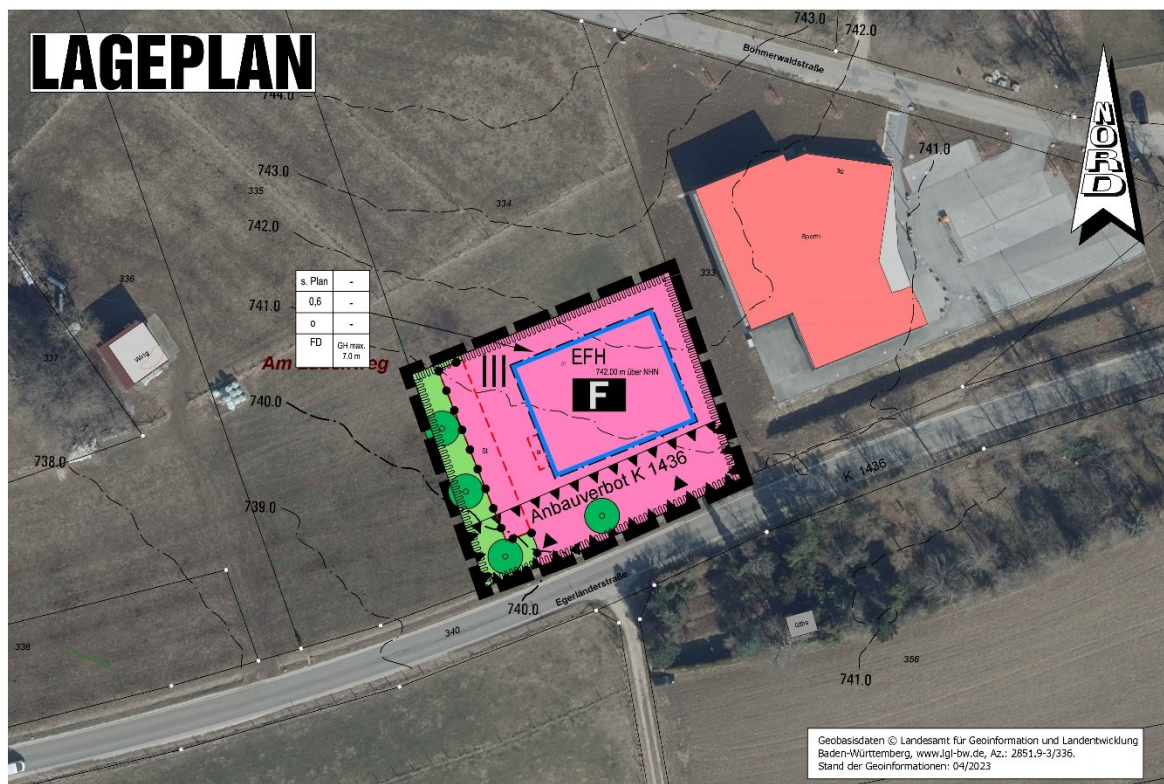 LAGEPLAN
743.0
742.0
Böhmerwaldstraße
NORD
744.0
741.0
743.0
335
334
742.0
333
336
s. Plan -
0,6 -
o -
FD GH max.
7.0 m
741.0
337
EFH
742.00 m über NHN
F
740.0
738.0
St
K 1436
Anbauverbot K 1436
739.0
Egerländerstraße
740.0
340
338
356
741.0
Geobasisdaten © Landesamt für Geoinformation und Landentwicklung
Baden-Württemberg, www.lgl-bw.de, Az.: 2851.9-3/336.
Stand der Geoinformationen: 04/2023